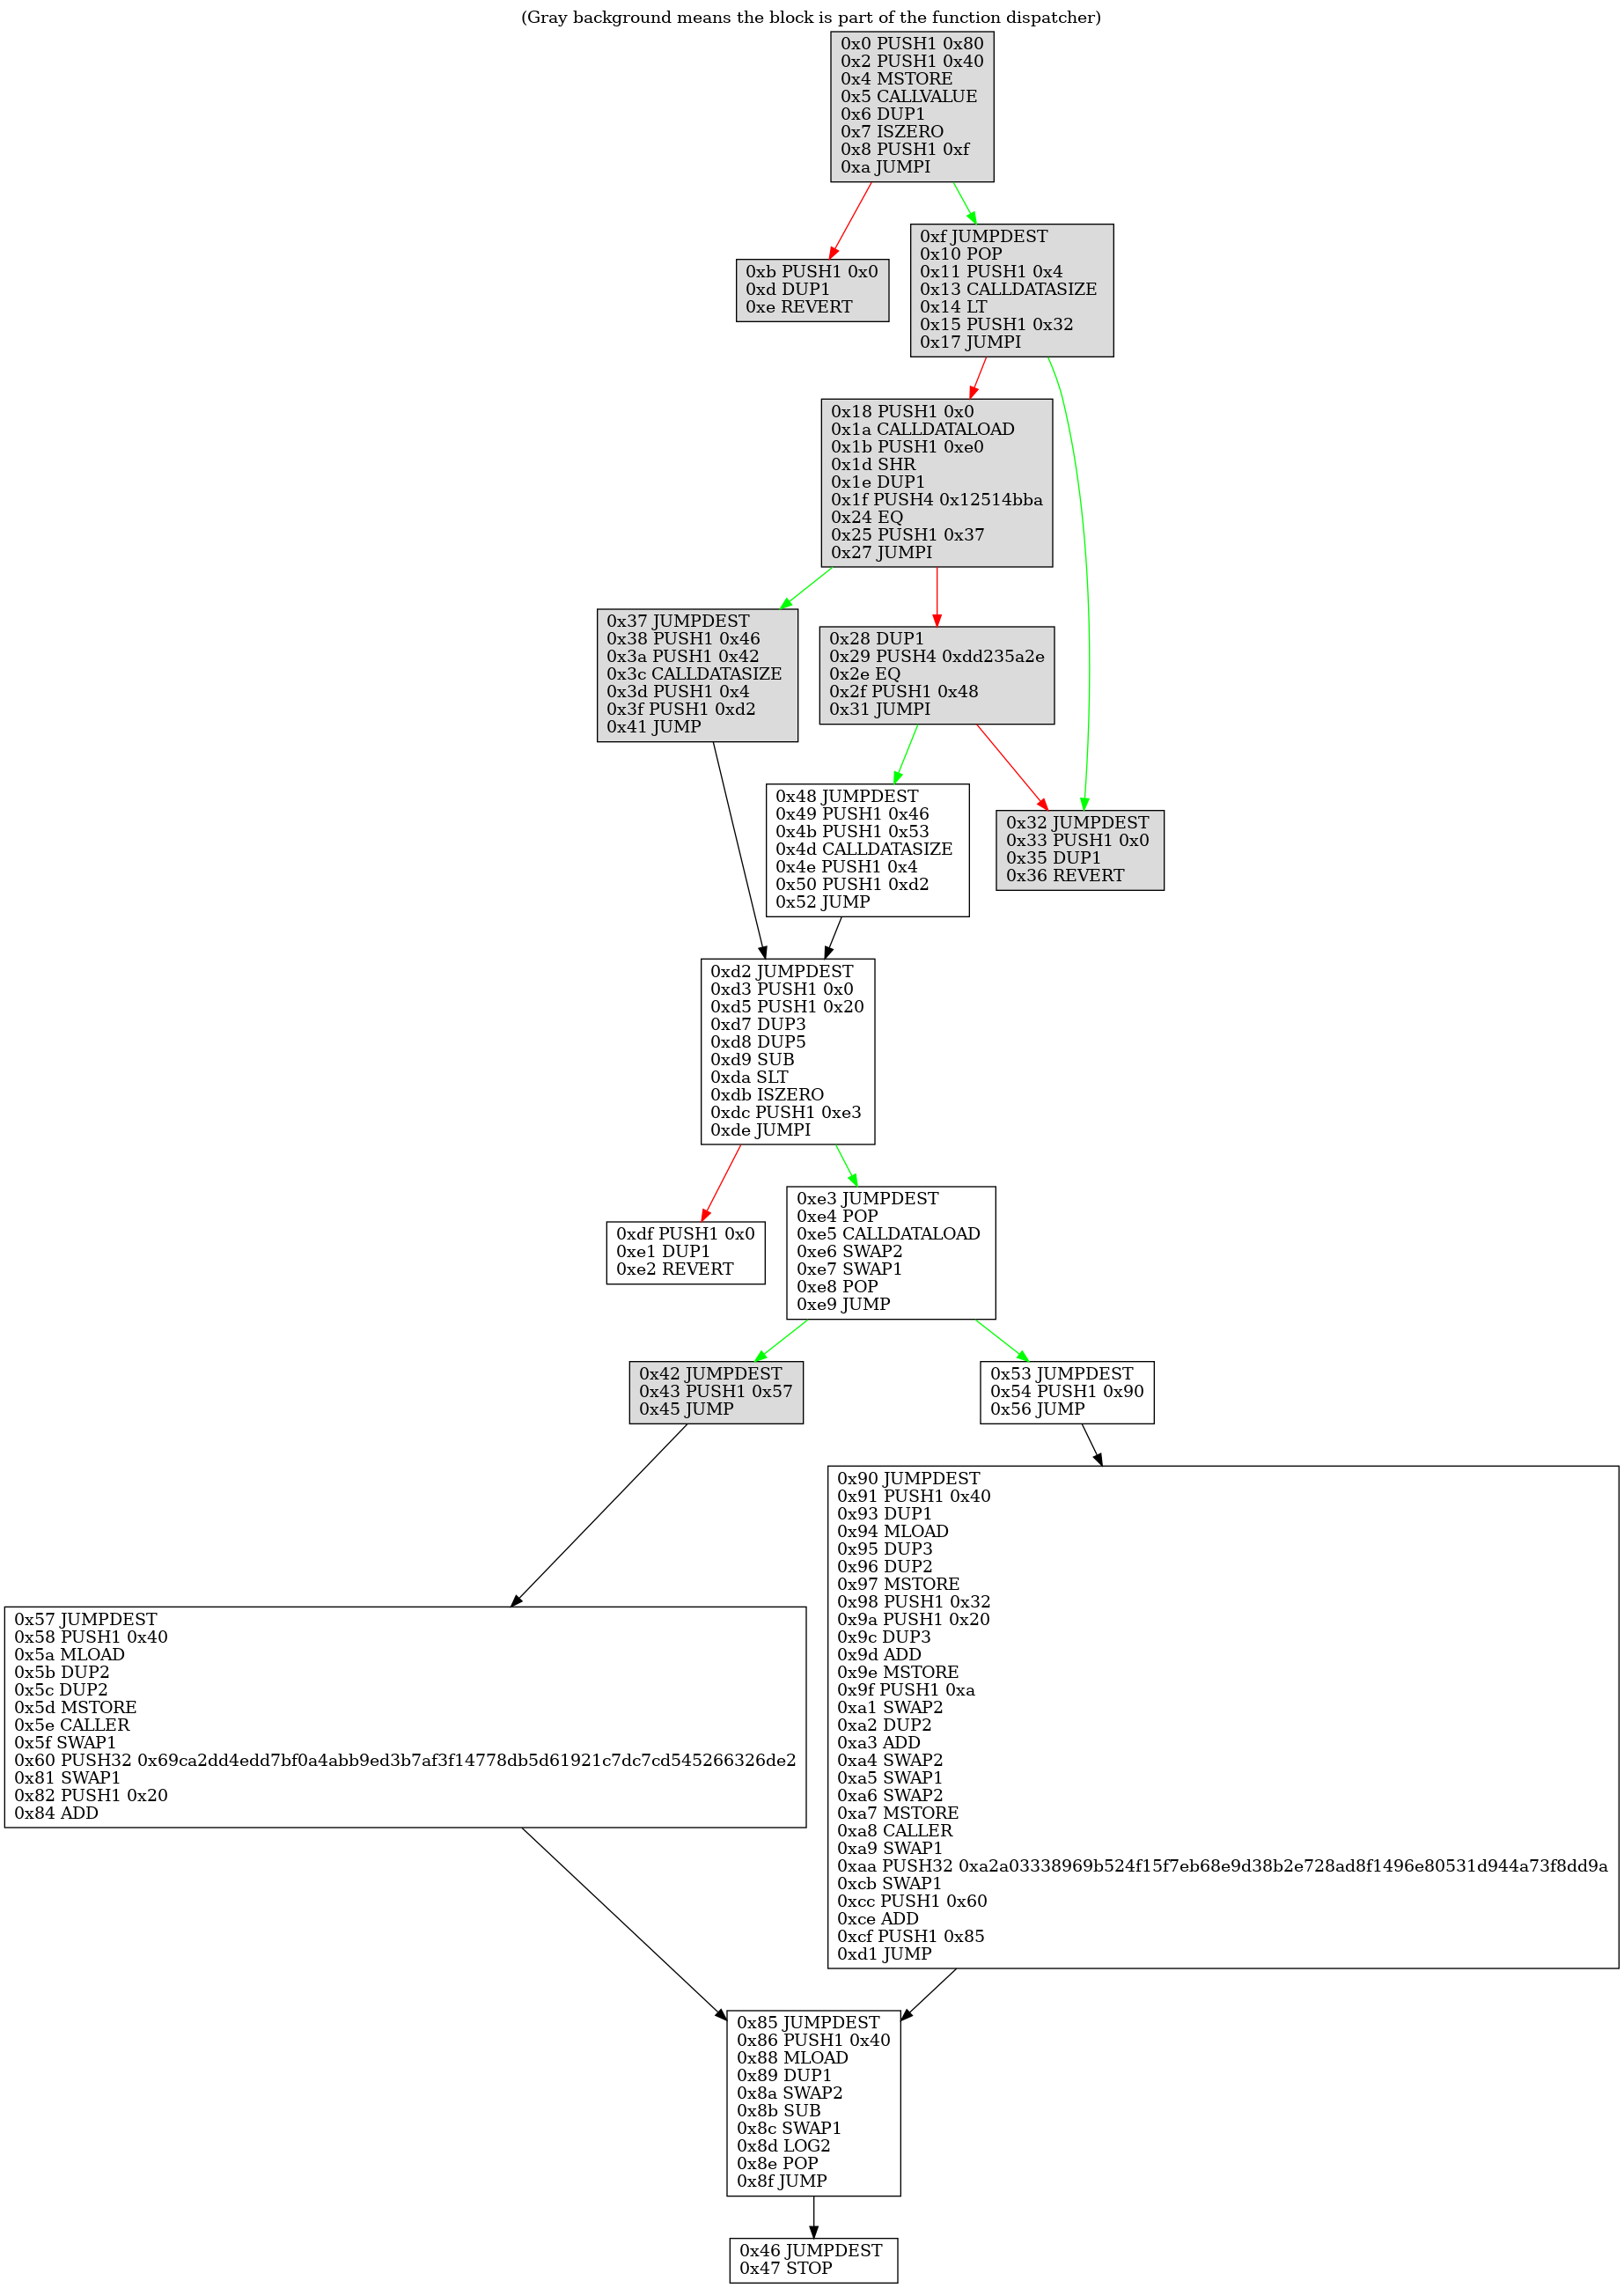 (Gray background means the block is part of the function dispatcher)
0x0 PUSH1 0x80
0x2 PUSH1 0x40
0x4 MSTORE
0x5 CALLVALUE
0x6 DUP1
0x7 ISZERO
0x8 PUSH1 0xf
0xa JUMPI
0xb PUSH1 0x0
0xd DUP1
0xe REVERT
0xf JUMPDEST
0x10 POP
0x11 PUSH1 0x4
0x13 CALLDATASIZE
0x14 LT
0x15 PUSH1 0x32
0x17 JUMPI
0x18 PUSH1 0x0
0x1a CALLDATALOAD
0x1b PUSH1 0xe0
0x1d SHR
0x1e DUP1
0x1f PUSH4 0x12514bba
0x24 EQ
0x25 PUSH1 0x37
0x27 JUMPI
0x37 JUMPDEST
0x38 PUSH1 0x46
0x3a PUSH1 0x42
0x3c CALLDATASIZE
0x3d PUSH1 0x4
0x3f PUSH1 0xd2
0x41 JUMP
0x28 DUP1
0x29 PUSH4 0xdd235a2e
0x2e EQ
0x2f PUSH1 0x48
0x31 JUMPI
0x48 JUMPDEST
0x49 PUSH1 0x46
0x4b PUSH1 0x53
0x4d CALLDATASIZE
0x4e PUSH1 0x4
0x50 PUSH1 0xd2
0x52 JUMP
0x32 JUMPDEST
0x33 PUSH1 0x0
0x35 DUP1
0x36 REVERT
0xd2 JUMPDEST
0xd3 PUSH1 0x0
0xd5 PUSH1 0x20
0xd7 DUP3
0xd8 DUP5
0xd9 SUB
0xda SLT
0xdb ISZERO
0xdc PUSH1 0xe3
0xde JUMPI
0xdf PUSH1 0x0
0xe1 DUP1
0xe2 REVERT
0xe3 JUMPDEST
0xe4 POP
0xe5 CALLDATALOAD
0xe6 SWAP2
0xe7 SWAP1
0xe8 POP
0xe9 JUMP
0x42 JUMPDEST
0x43 PUSH1 0x57
0x45 JUMP
0x53 JUMPDEST
0x54 PUSH1 0x90
0x56 JUMP
0x57 JUMPDEST
0x58 PUSH1 0x40
0x5a MLOAD
0x5b DUP2
0x5c DUP2
0x5d MSTORE
0x5e CALLER
0x5f SWAP1
0x60 PUSH32 0x69ca2dd4edd7bf0a4abb9ed3b7af3f14778db5d61921c7dc7cd545266326de2
0x81 SWAP1
0x82 PUSH1 0x20
0x84 ADD
0x90 JUMPDEST
0x91 PUSH1 0x40
0x93 DUP1
0x94 MLOAD
0x95 DUP3
0x96 DUP2
0x97 MSTORE
0x98 PUSH1 0x32
0x9a PUSH1 0x20
0x9c DUP3
0x9d ADD
0x9e MSTORE
0x9f PUSH1 0xa
0xa1 SWAP2
0xa2 DUP2
0xa3 ADD
0xa4 SWAP2
0xa5 SWAP1
0xa6 SWAP2
0xa7 MSTORE
0xa8 CALLER
0xa9 SWAP1
0xaa PUSH32 0xa2a03338969b524f15f7eb68e9d38b2e728ad8f1496e80531d944a73f8dd9a
0xcb SWAP1
0xcc PUSH1 0x60
0xce ADD
0xcf PUSH1 0x85
0xd1 JUMP
0x85 JUMPDEST
0x86 PUSH1 0x40
0x88 MLOAD
0x89 DUP1
0x8a SWAP2
0x8b SUB
0x8c SWAP1
0x8d LOG2
0x8e POP
0x8f JUMP
0x46 JUMPDEST
0x47 STOP